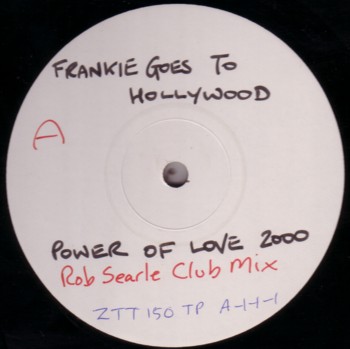 FRANKIE GOES TO
HOLLYWOOD
A
POWER OF LOVE 2000
Rob Searle Club Mix
ZTT 150 TP A-1-1-1